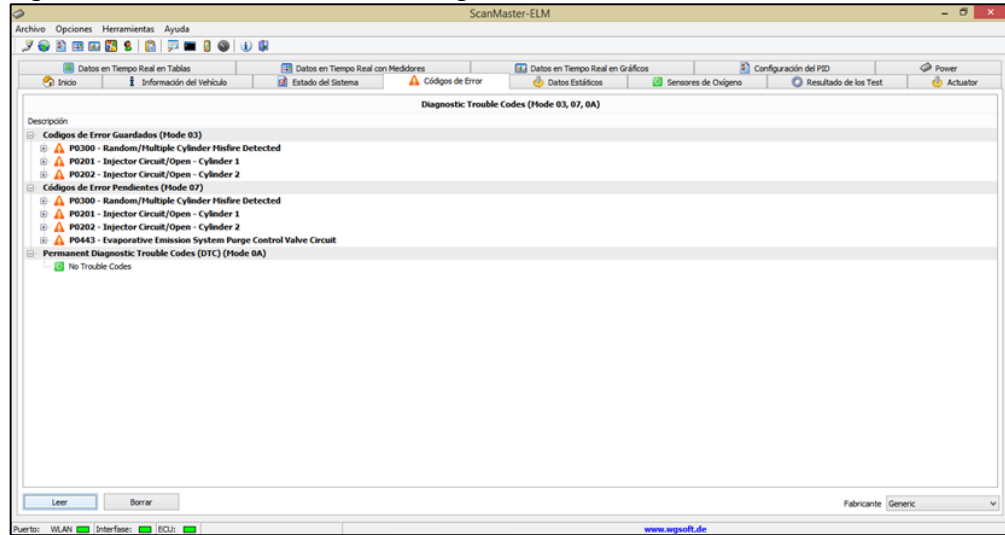 ScanMaster-ELM
Archivo Opciones Herramientas Ayuda
Datos en Tiempo Real en Tablas Datos en Tiempo Real con Medidores Datos en Tiempo Real en Gráficos Configuración del PID Power
Inicio Información del Vehículo Estado del Sistema Códigos de Error Datos Estáticos Sensores de Oxígeno Resultado de los Test Actuator
Diagnostic Trouble Codes (Mode 03, 07, 0A)
Descripción
Codigos de Error Guardados (Mode 03)
P0300 - Random/Multiple Cylinder Misfire Detected
P0201 - Injector Circuit/Open - Cylinder 1
P0202 - Injector Circuit/Open - Cylinder 2
Códigos de Error Pendientes (Mode 07)
P0300 - Random/Multiple Cylinder Misfire Detected
P0201 - Injector Circuit/Open - Cylinder 1
P0202 - Injector Circuit/Open - Cylinder 2
P0443 - Evaporative Emission System Purge Control Valve Circuit
Permanent Diagnostic Trouble Codes (DTC) (Mode 0A)
No Trouble Codes
Leer Borrar Fabricante Generic
Puerto: WLAN Interfase: ECU: www.wgsoft.de